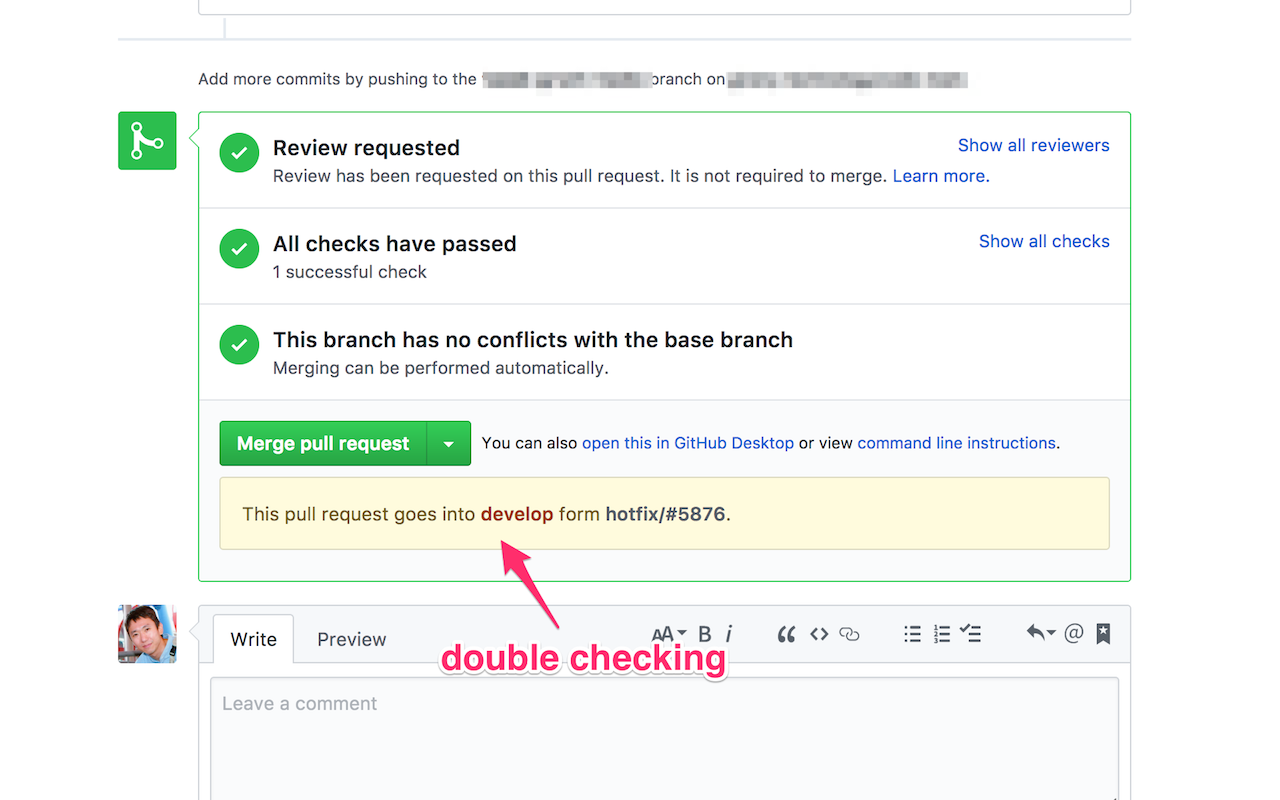 Add more commits by pushing to the branch on
Review requested
Show all reviewers
Review has been requested on this pull request. It is not required to merge. Learn more.
All checks have passed
Show all checks
1 successful check
This branch has no conflicts with the base branch
Merging can be performed automatically.
Merge pull request
You can also open this in GitHub Desktop or view command line instructions.
This pull request goes into develop form hotfix/#5876.
Write
Preview
AA B i
double checking
Leave a comment